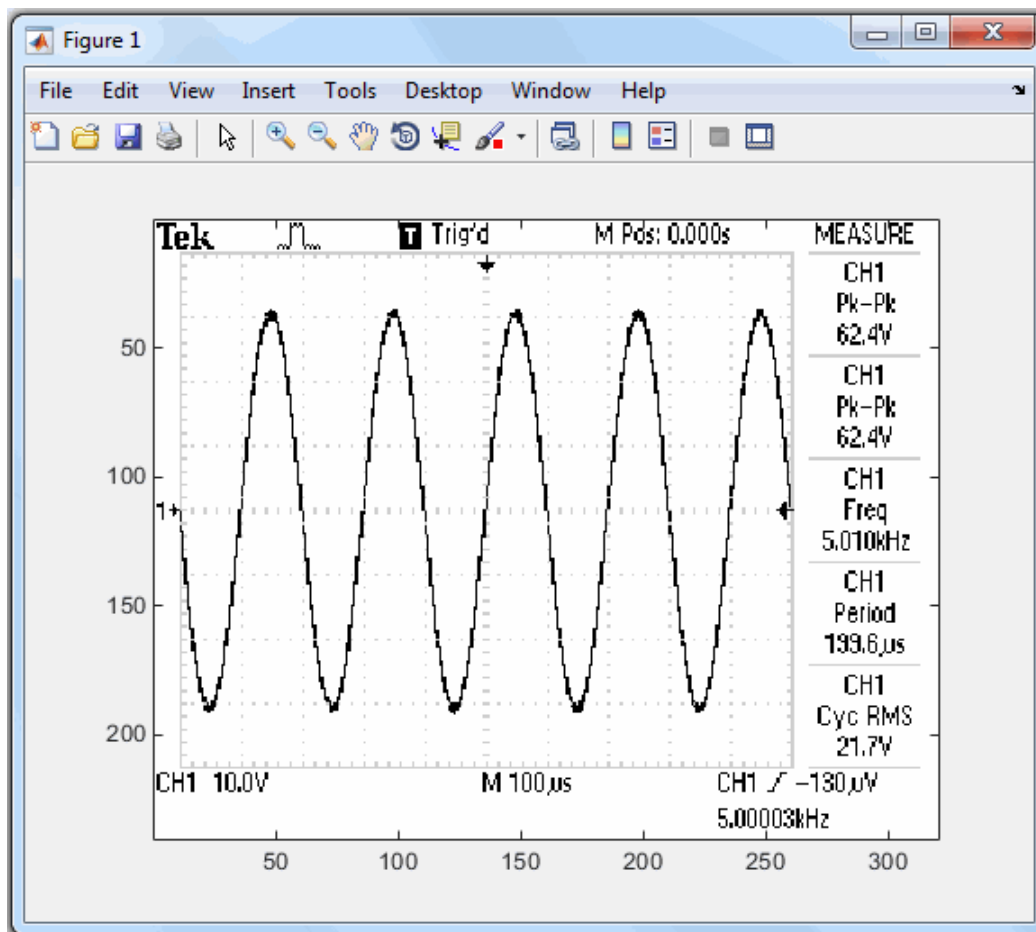 Figure 1
File Edit View Insert Tools Desktop Window Help
Tek T Trig'd M Pos: 0.000s MEASURE
CH1
Pk-Pk
62.4V
CH1
Pk-Pk
62.4V
CH1
Freq
5.010kHz
CH1
Period
199.6µs
CH1
Cyc RMS
21.7V
50
100
1
150
200
CH1 10.0V M 100µs CH1 -130µV
5.00003kHz
50 100 150 200 250 300